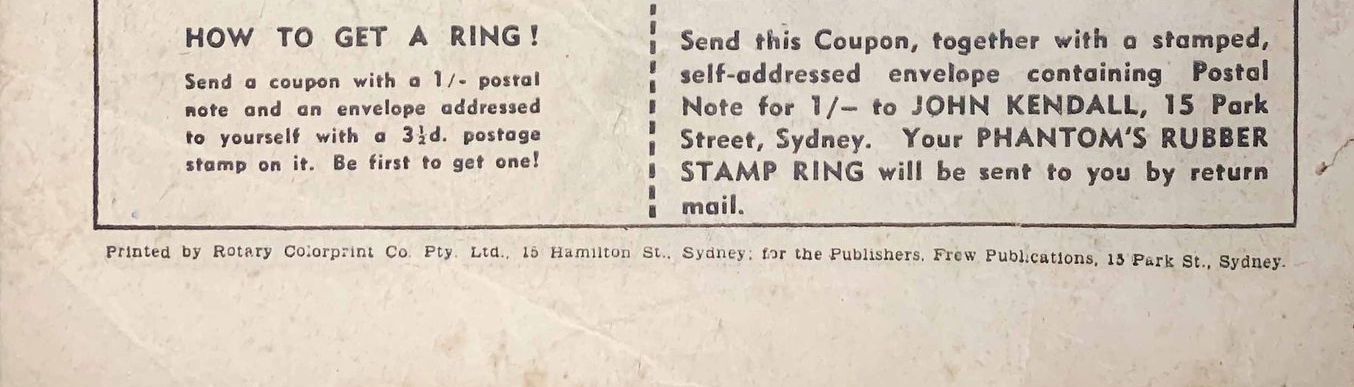 HOW TO GET A RING!
Send a coupon with a 1/- postal
note and an envelope addressed
to yourself with a 3½d. postage
stamp on it. Be first to get one!
Send this Coupon, together with a stamped,
self-addressed envelope containing Postal
Note for 1/– to JOHN KENDALL, 15 Park
Street, Sydney. Your PHANTOM'S RUBBER
STAMP RING will be sent to you by return
mail.
Printed by Rotary Colorprint Co. Pty. Ltd., 15 Hamilton St., Sydney; for the Publishers, Frew Publications, 15 Park St., Sydney.